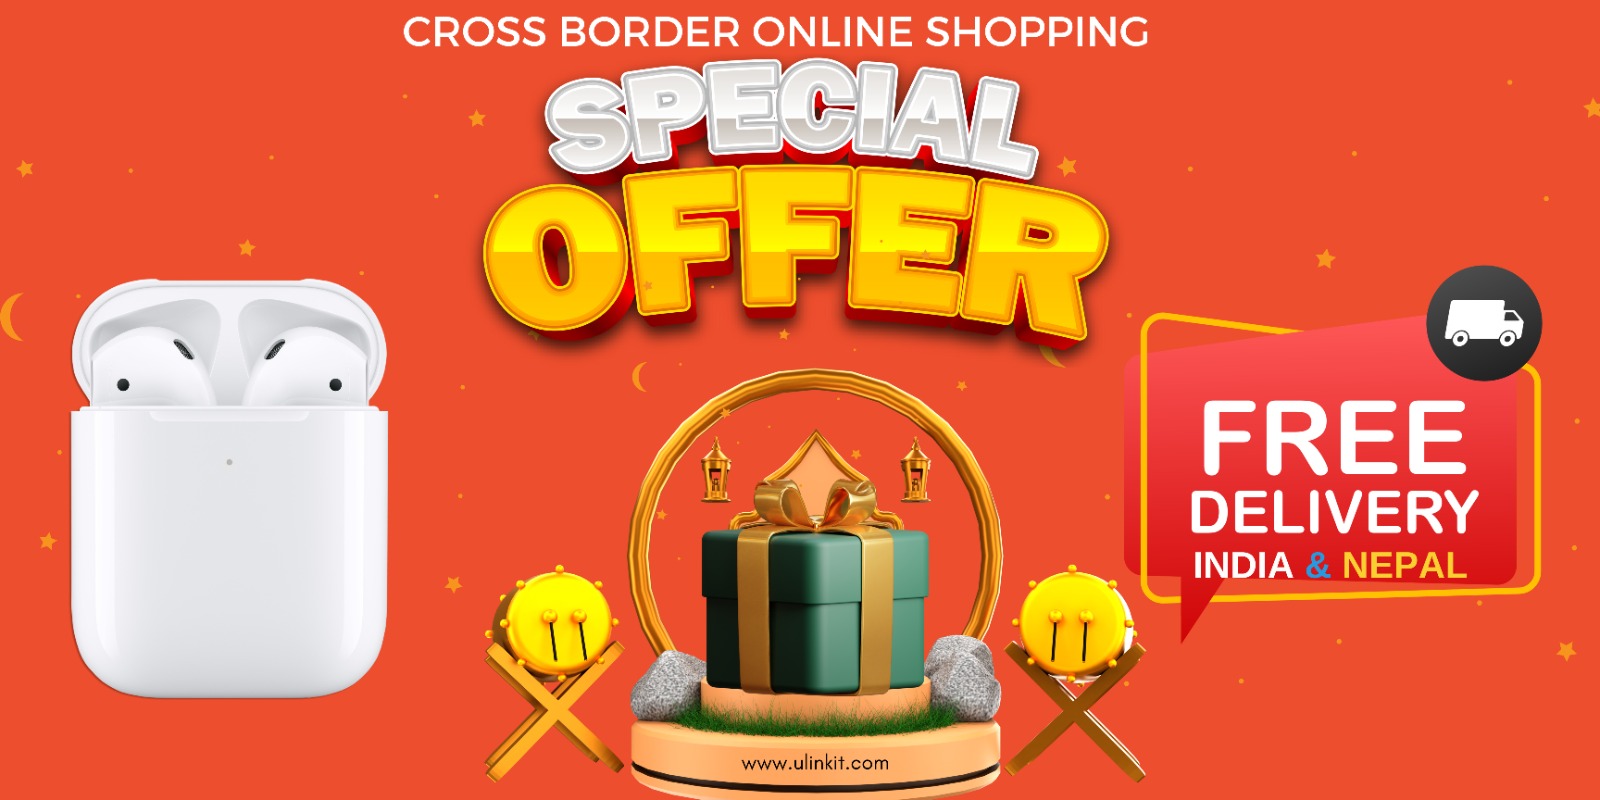 CROSS BORDER ONLINE SHOPPING
SPECIAL
OFFER
FREE
DELIVERY
INDIA & NEPAL
www.ulinkit.com